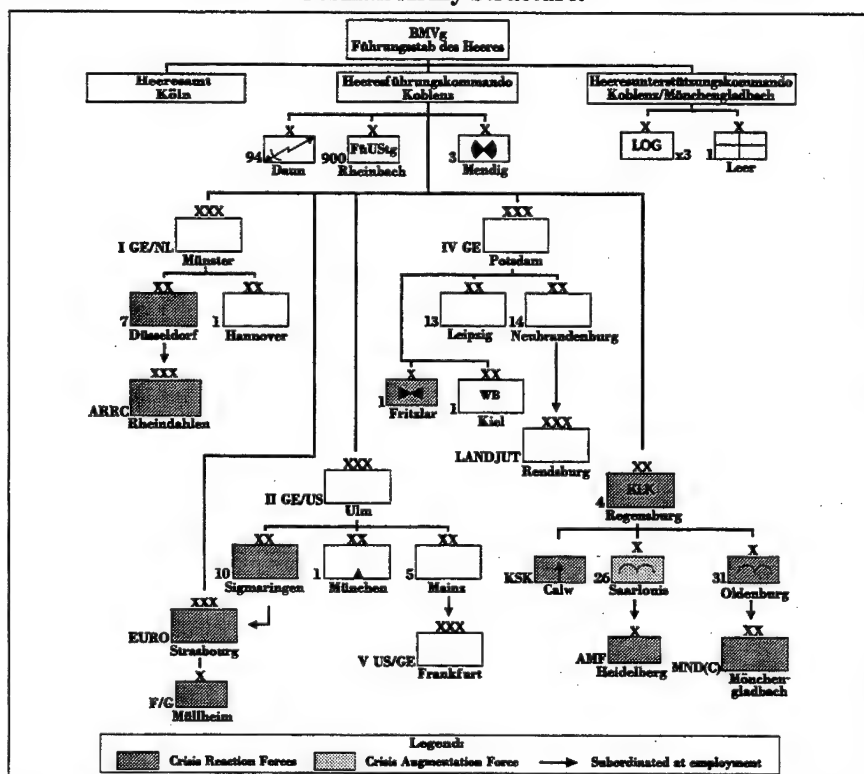 BMVg
Führungsstab des Heeres
Heeresamt
Köln
Heeresführungskommando
Koblenz
Heeresunterstützungskommando
Koblenz/Mönchengladbach
X
X
X
X
X
94
Daun
900
FüUStg
Rheinbach
3
Mendig
LOG
x3
1
Leer
XXX
I GE/NL
Münster
XXX
IV GE
Potsdam
XX
7
Düsseldorf
XX
1
Hannover
XX
13
Leipzig
XX
14
Neubrandenburg
XXX
ARRC
Rheindahlen
X
1
Fritzlar
XX
WB
1
Kiel
XXX
LANDJUT
Rendsburg
XXX
II GE/US
Ulm
XX
KLK
4
Regensburg
XX
10
Sigmaringen
XX
1
München
XX
5
Mainz
KSK
Calw
X
26
Saarlouis
X
31
Oldenburg
XXX
EURO
Strasbourg
XXX
V US/GE
Frankfurt
X
AMF
Heidelberg
XX
MND(C)
Mönchen-
gladbach
X
F/G
Müllheim
Legend:
Crisis Reaction Forces
Crisis Augmentation Force
Subordinated at employment